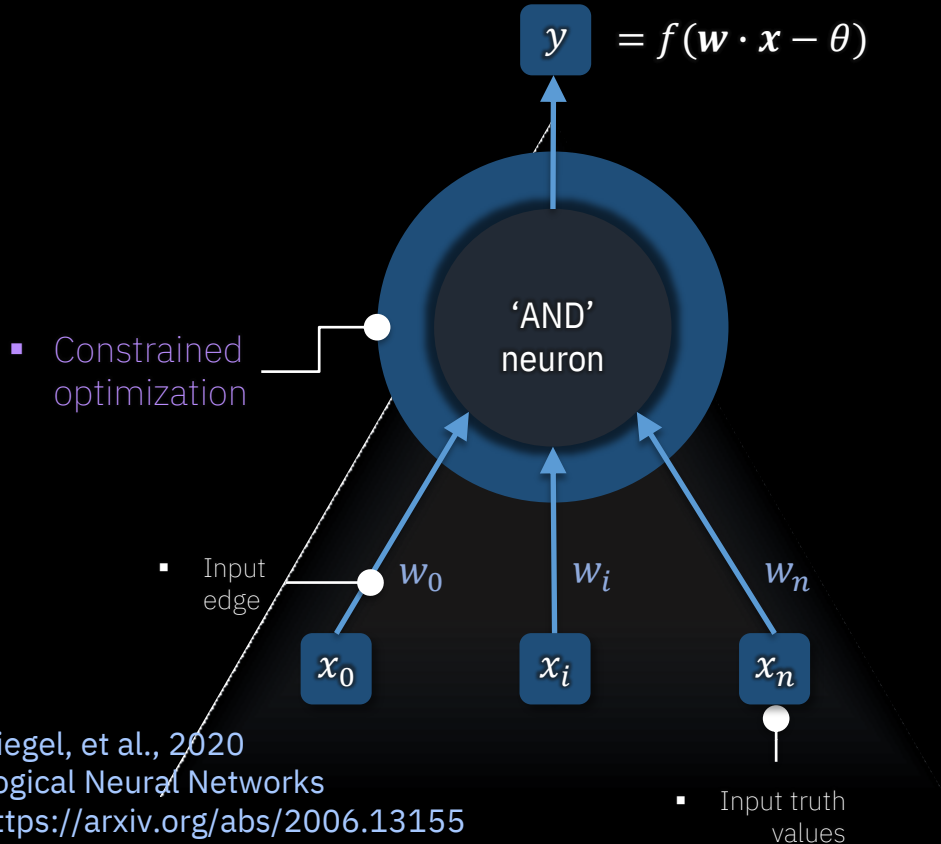 y = f(w · x − θ)
'AND'
neuron
▪ Constrained
optimization
▪ Input
edge
w₀
wᵢ
wₙ
x₀
xᵢ
xₙ
iegel, et al., 2020
ogical Neural Networks
ttps://arxiv.org/abs/2006.13155
▪ Input truth
values